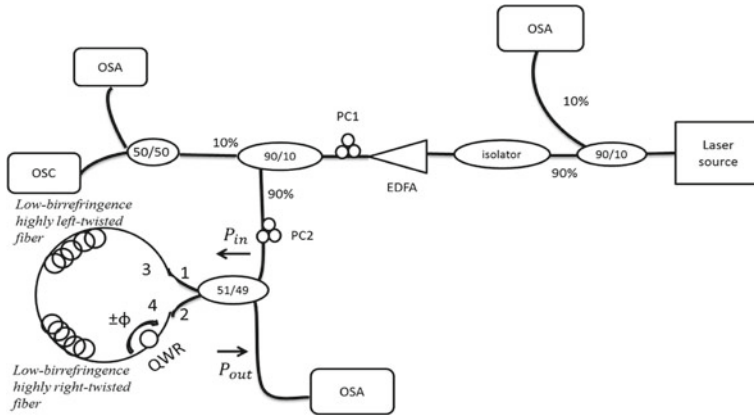 OSA
OSA
10%
PC1
10%
50/50
90/10
isolator
90/10
Laser
source
OSC
EDFA
90%
90%
Low-birrefringence
highly left-twisted
fiber
PC2
P_in
3
1
51/49
4
2
±ϕ
QWR
P_out
Low-birrefringence
highly right-twisted
fiber
OSA